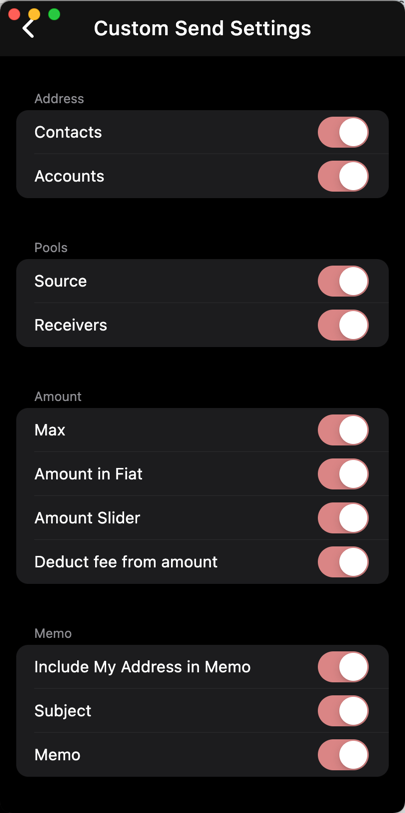 Custom Send Settings
Address
Contacts
Accounts
Pools
Source
Receivers
Amount
Max
Amount in Fiat
Amount Slider
Deduct fee from amount
Memo
Include My Address in Memo
Subject
Memo